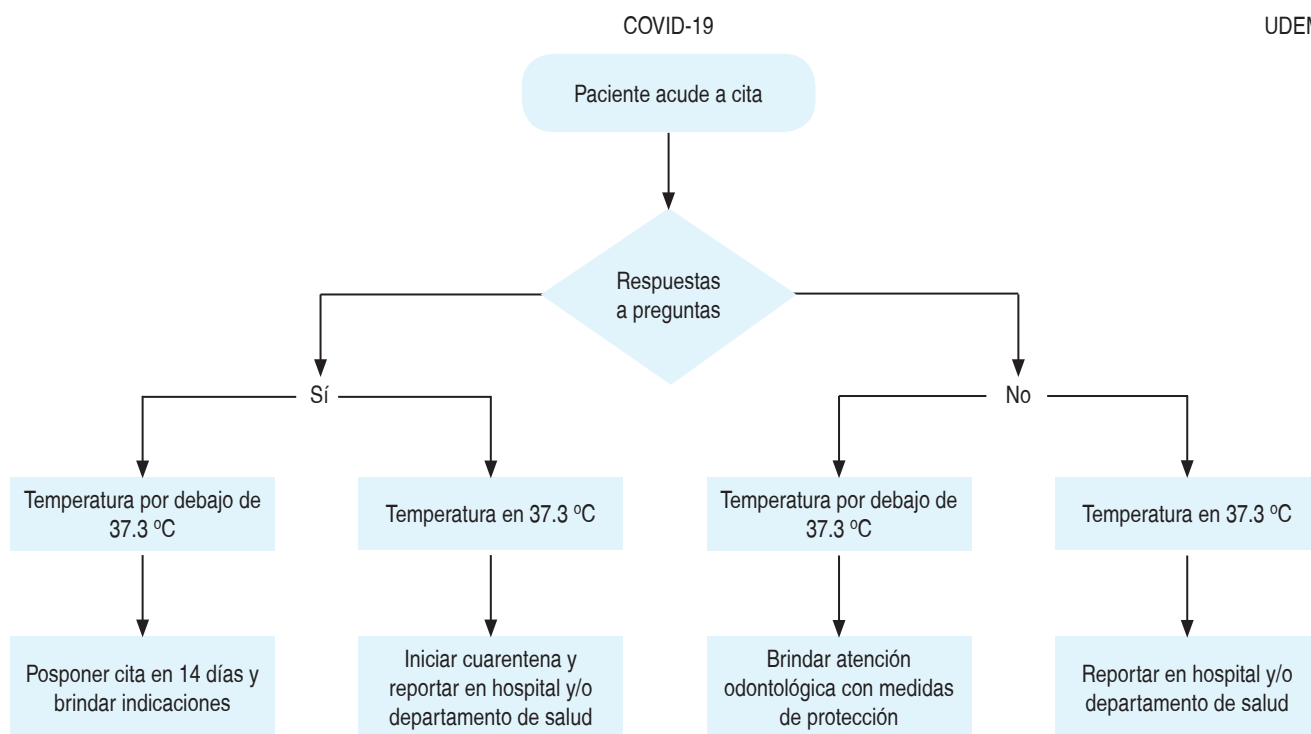 COVID-19
UDEM
Paciente acude a cita
Respuestas
a preguntas
Sí
No
Temperatura por debajo de
37.3 ºC
Temperatura en 37.3 ºC
Temperatura por debajo de
37.3 ºC
Temperatura en 37.3 ºC
Posponer cita en 14 días y
brindar indicaciones
Iniciar cuarentena y
reportar en hospital y/o
departamento de salud
Brindar atención
odontológica con medidas
de protección
Reportar en hospital y/o
departamento de salud